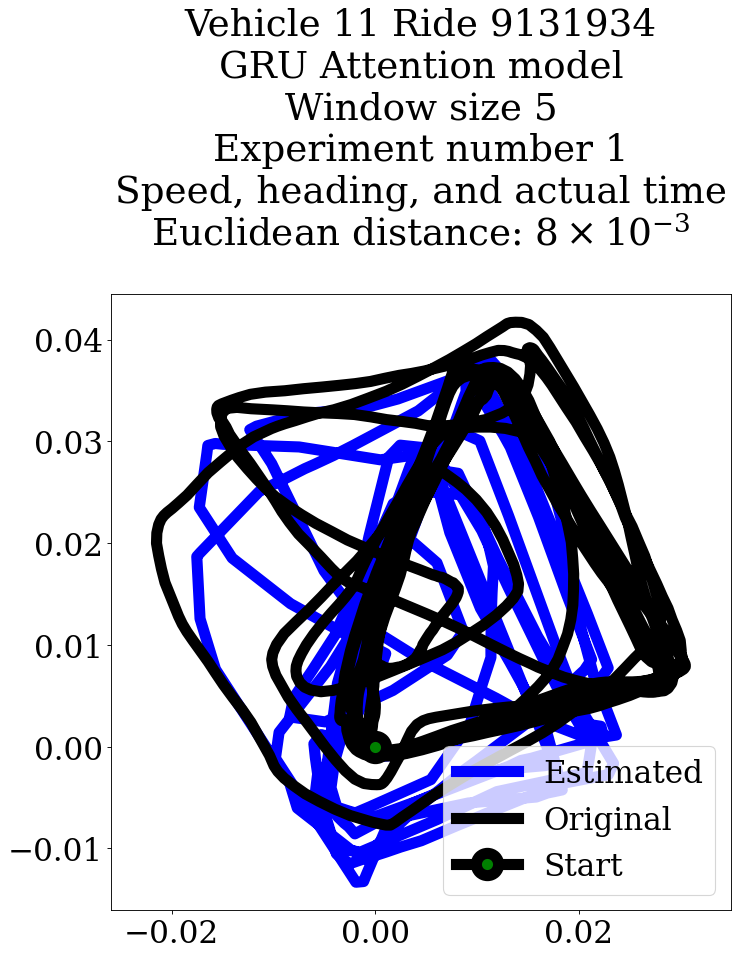 Vehicle 11 Ride 9131934
GRU Attention model
Window size 5
Experiment number 1
Speed, heading, and actual time
Euclidean distance: 8 × 10⁻³
0.04
0.03
0.02
0.01
0.00
−0.01
Estimated
Original
Start
−0.02 0.00 0.02